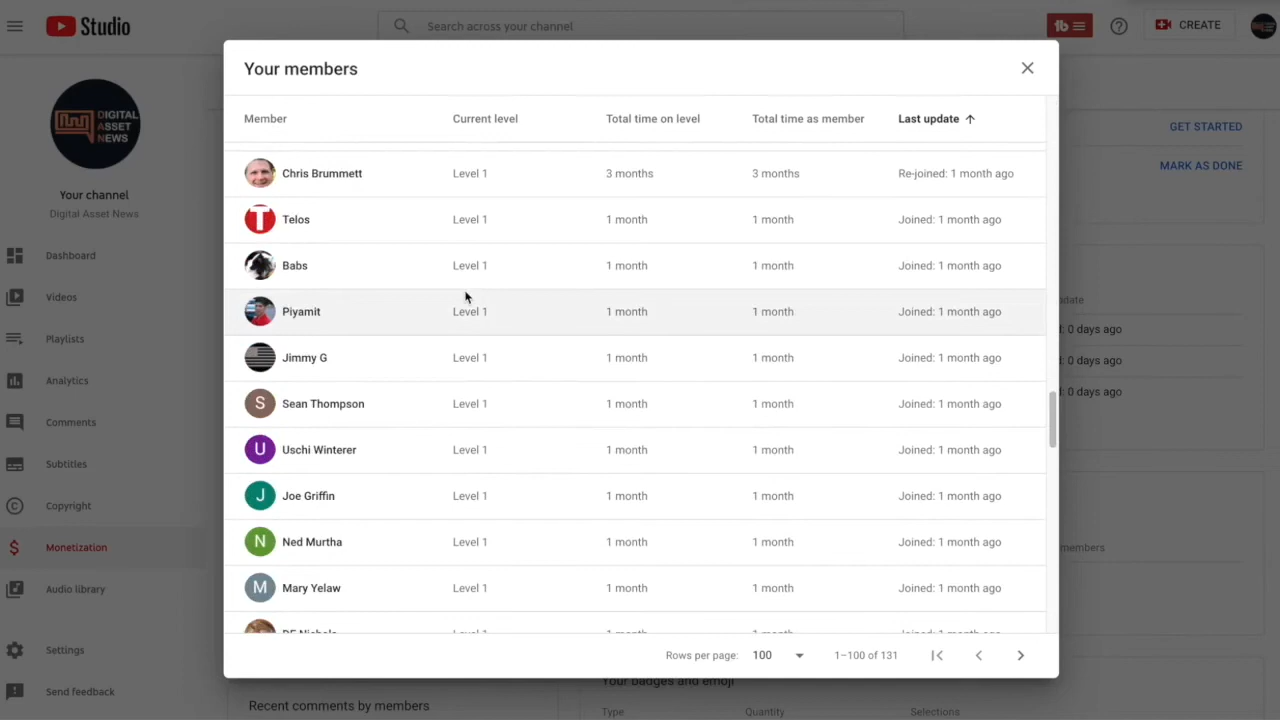 Studio
Search across your channel
CREATE
Your members
Member Current level Total time on level Total time as member Last update
Chris Brummett Level 1 3 months 3 months Re-joined: 1 month ago
Telos Level 1 1 month 1 month Joined: 1 month ago
Babs Level 1 1 month 1 month Joined: 1 month ago
Piyamit Level 1 1 month 1 month Joined: 1 month ago
Jimmy G Level 1 1 month 1 month Joined: 1 month ago
S Sean Thompson Level 1 1 month 1 month Joined: 1 month ago
U Uschi Winterer Level 1 1 month 1 month Joined: 1 month ago
J Joe Griffin Level 1 1 month 1 month Joined: 1 month ago
N Ned Murtha Level 1 1 month 1 month Joined: 1 month ago
M Mary Yelaw Level 1 1 month 1 month Joined: 1 month ago
Rows per page: 100 1–100 of 131
DIGITAL
ASSET
NEWS
Your channel
Digital Asset News
Dashboard
Videos
Playlists
Analytics
Comments
Subtitles
Copyright
Monetization
Audio library
Settings
Send feedback
GET STARTED
MARK AS DONE
0 days ago
0 days ago
0 days ago
members
Recent comments by members
Your badges and emoji
Type Quantity Selections